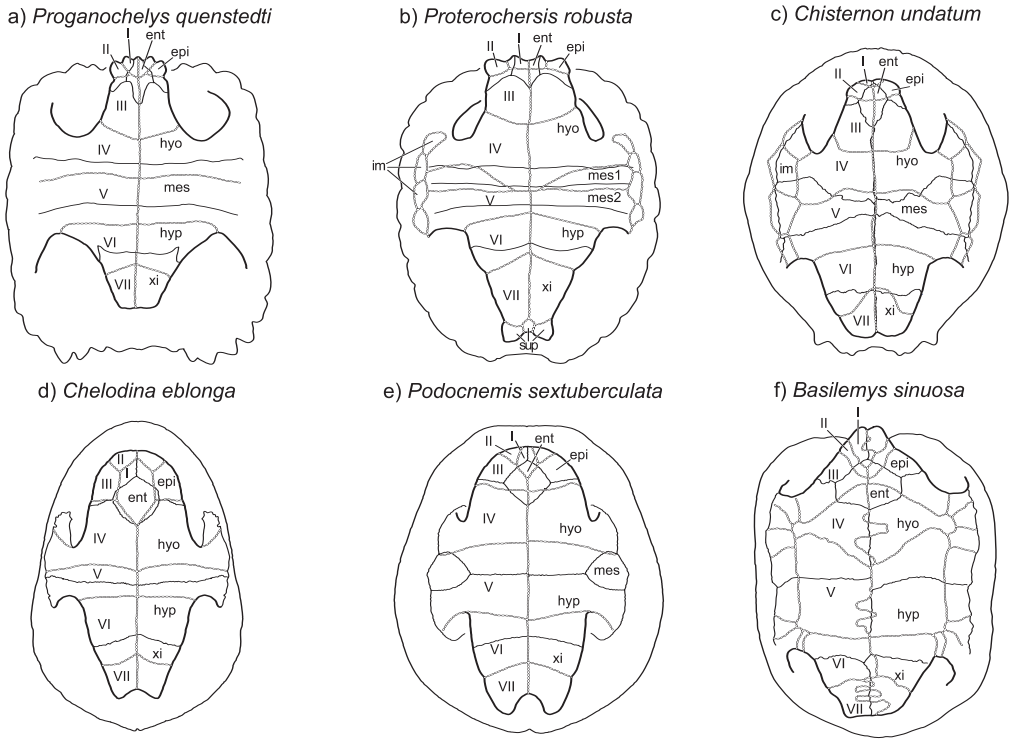 a) Proganochelys quenstedti
I
II
ent
epi
III
hyo
IV
mes
V
VI
hyp
VII
xi
b) Proterochersis robusta
II
I
ent
epi
III
hyo
IV
im
mes1
mes2
V
hyp
VI
VII
xi
sup
c) Chisternon undatum
I
II
ent
epi
III
im
IV
hyo
V
mes
VI
hyp
VII
xi
d) Chelodina eblonga
II
I
III
epi
ent
IV
hyo
V
VI
hyp
xi
VII
e) Podocnemis sextuberculata
I
II
ent
III
epi
IV
hyo
mes
V
hyp
VI
xi
VII
f) Basilemys sinuosa
I
II
epi
III
ent
IV
hyo
V
hyp
VI
xi
VII